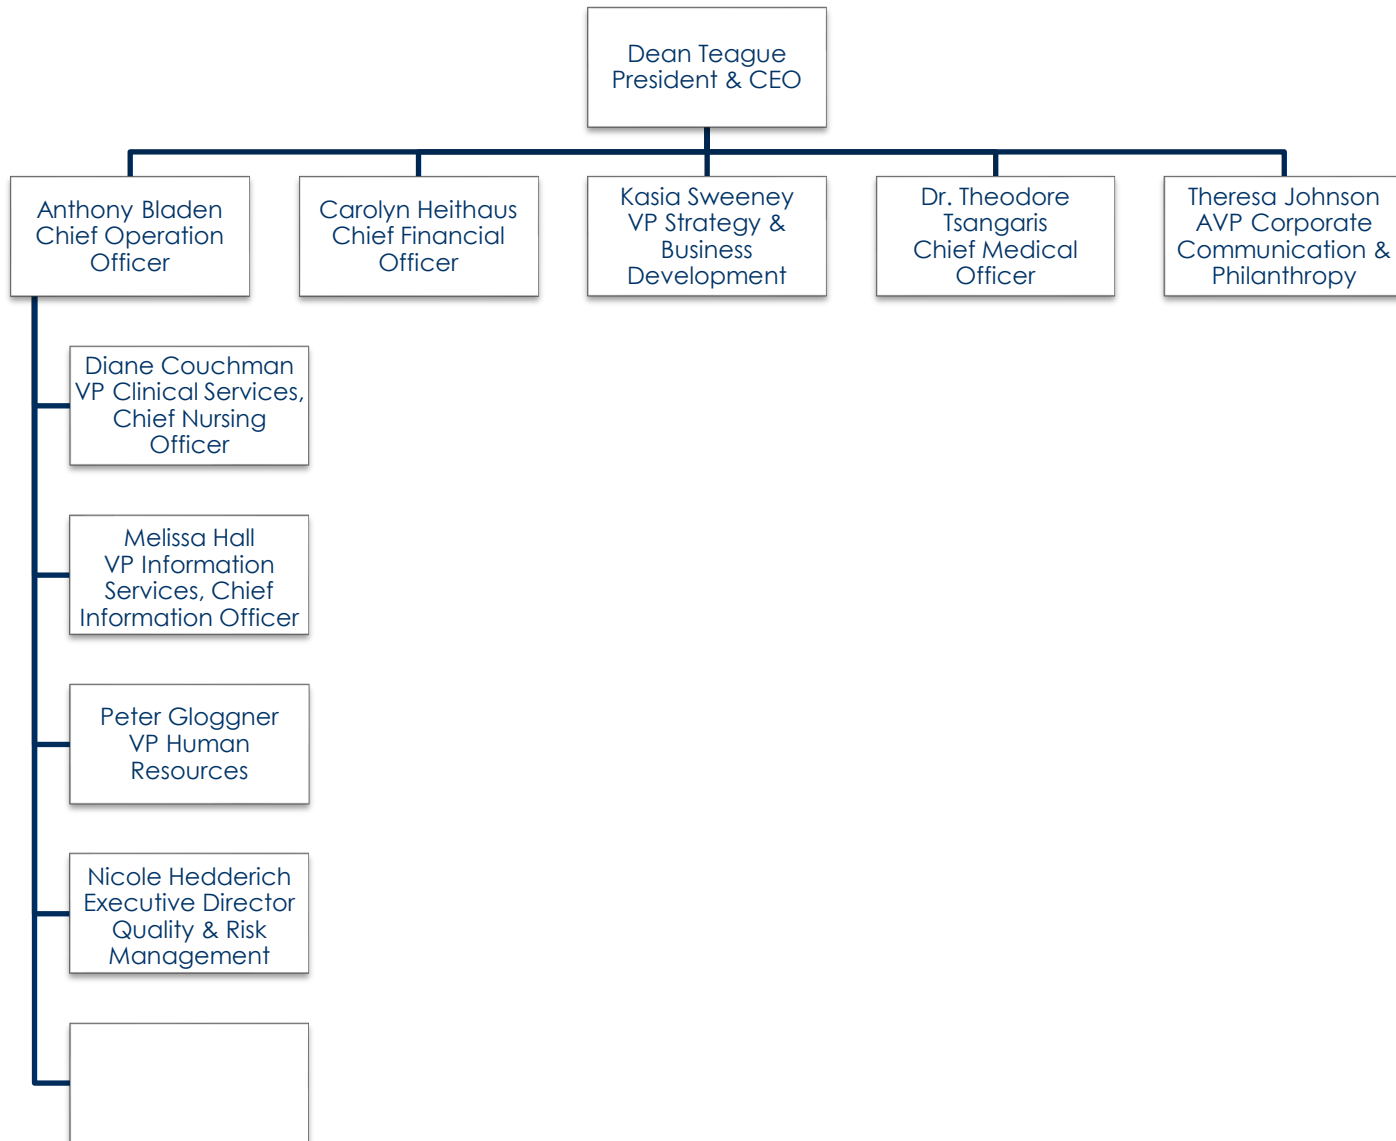 Dean Teague
President & CEO
Anthony Bladen
Chief Operation
Officer
Carolyn Heithaus
Chief Financial
Officer
Kasia Sweeney
VP Strategy &
Business
Development
Dr. Theodore
Tsangaris
Chief Medical
Officer
Theresa Johnson
AVP Corporate
Communication &
Philanthropy
Diane Couchman
VP Clinical Services,
Chief Nursing
Officer
Melissa Hall
VP Information
Services, Chief
Information Officer
Peter Gloggner
VP Human
Resources
Nicole Hedderich
Executive Director
Quality & Risk
Management